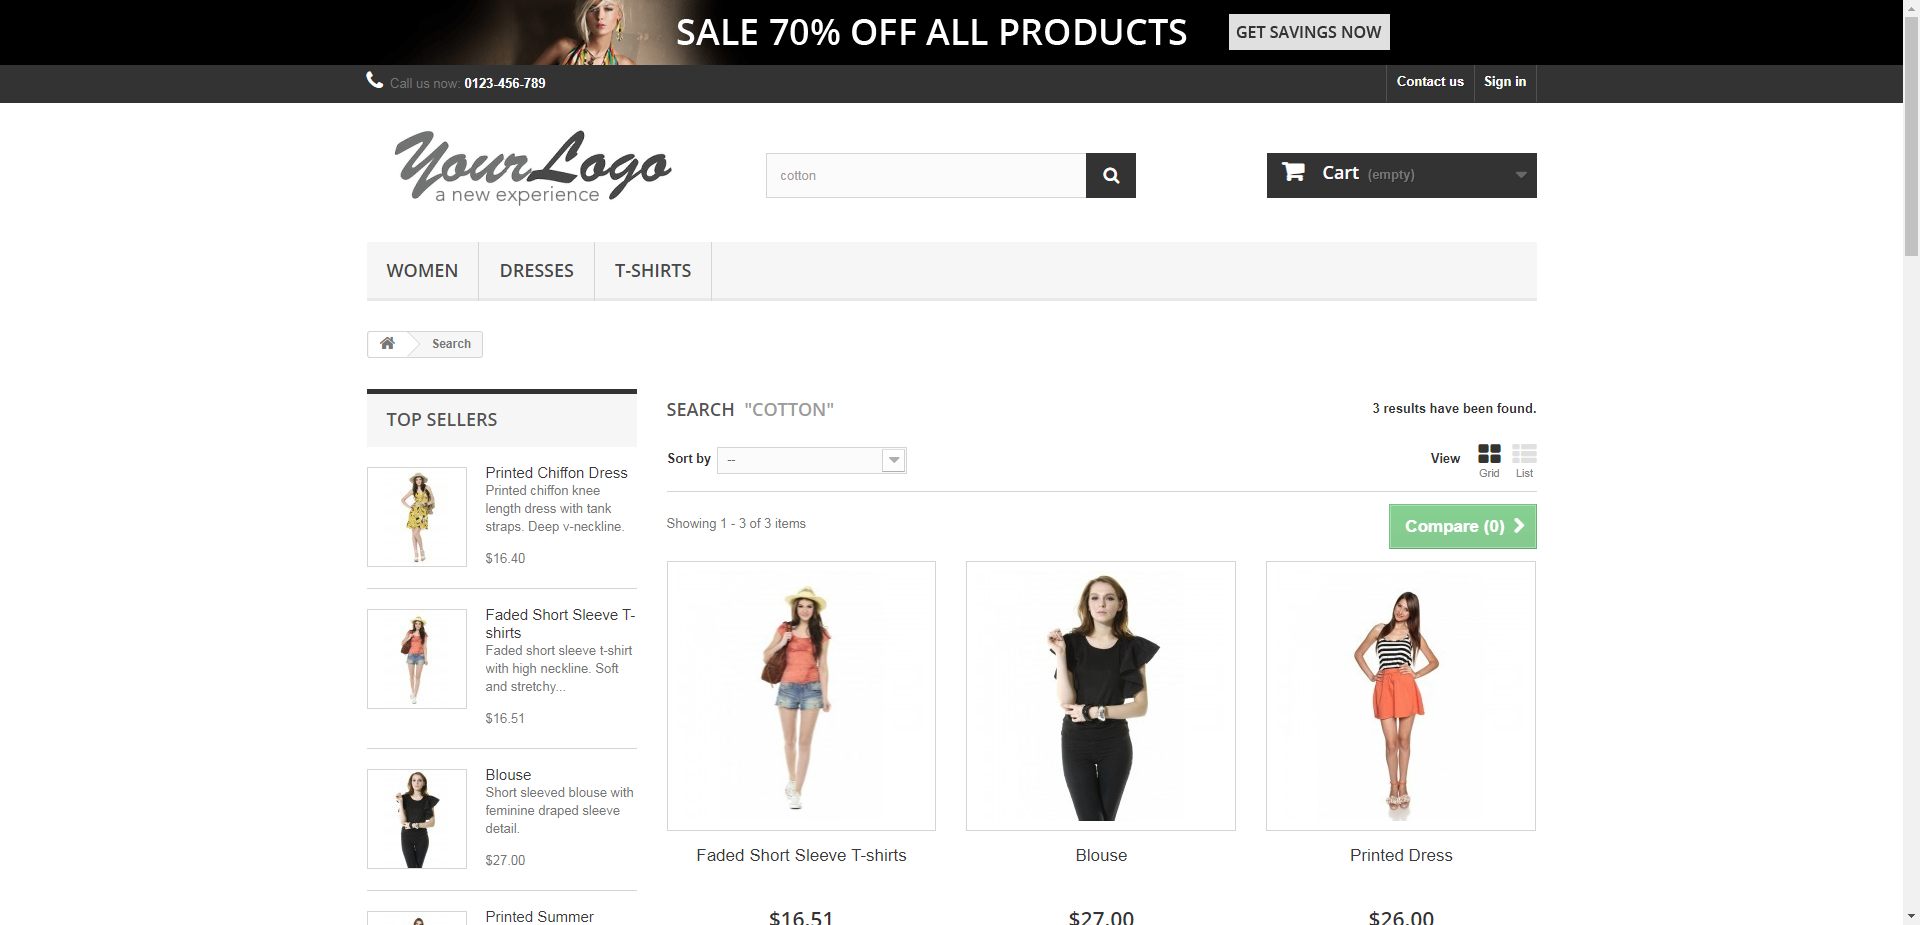 SALE 70% OFF ALL PRODUCTS
GET SAVINGS NOW
Call us now: 0123-456-789
Contact us
Sign in
YourLogo
a new experience
cotton
Cart (empty)
WOMEN
DRESSES
T-SHIRTS
Search
TOP SELLERS
Printed Chiffon Dress
Printed chiffon knee
length dress with tank
straps. Deep v-neckline.
$16.40
Faded Short Sleeve T-
shirts
Faded short sleeve t-shirt
with high neckline. Soft
and stretchy...
$16.51
Blouse
Short sleeved blouse with
feminine draped sleeve
detail.
$27.00
Printed Summer
SEARCH "COTTON"
3 results have been found.
Sort by
--
View
Grid
List
Showing 1 - 3 of 3 items
Compare (0)
Faded Short Sleeve T-shirts
Blouse
Printed Dress
$16.51
$27.00
$26.00